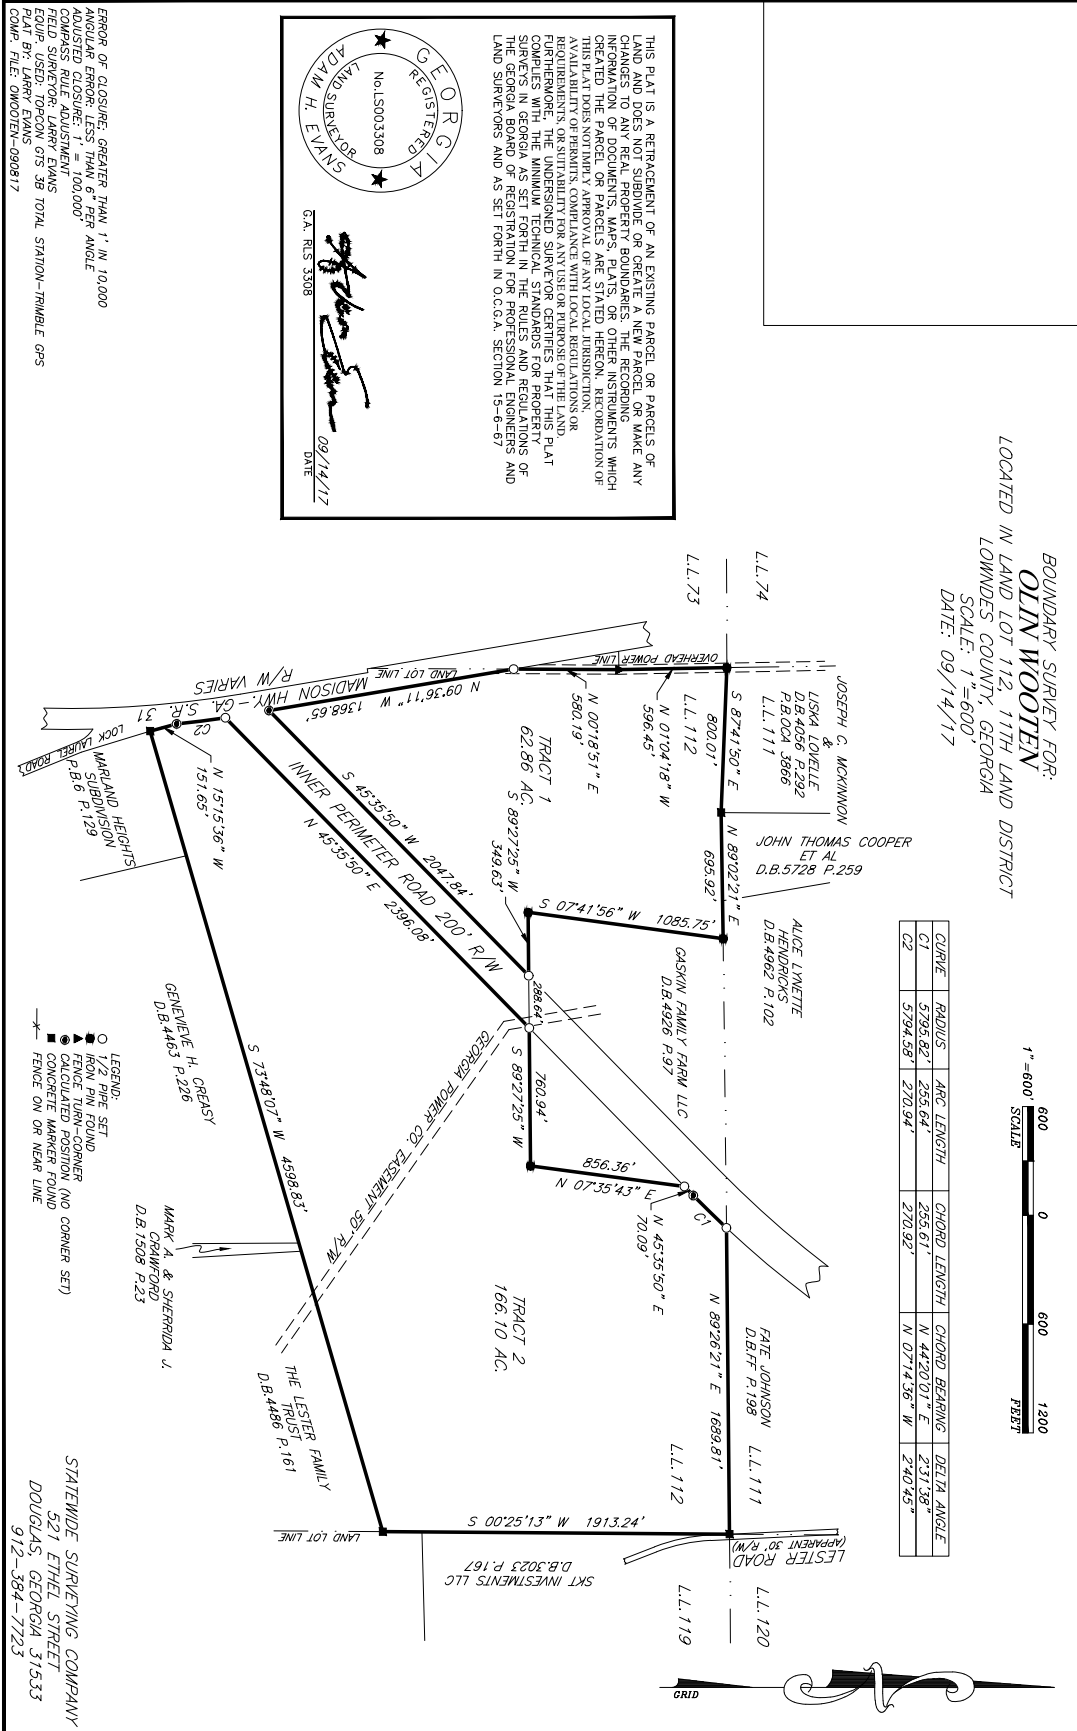 BOUNDARY SURVEY FOR:
OLIN WOOTEN
LOCATED IN LAND LOT 112, 11TH LAND DISTRICT
LOWNDES COUNTY, GEORGIA
SCALE: 1"=600'
DATE: 09/14/17
1"=600'
600 0 600 1200
SCALE FEET
CURVE RADIUS ARC LENGTH CHORD LENGTH CHORD BEARING DELTA ANGLE
C1 5795.82' 255.64' 255.61' N 44°20'01" E 2°31'38"
C2 5794.58' 270.94' 270.92' N 07°14'36" W 2°40'45"
GRID
THIS PLAT IS A RETRACEMENT OF AN EXISTING PARCEL OR PARCELS OF
LAND AND DOES NOT SUBDIVIDE OR CREATE A NEW PARCEL OR MAKE ANY
CHANGES TO ANY REAL PROPERTY BOUNDARIES. THE RECORDING
INFORMATION OF DOCUMENTS, MAPS, PLATS, OR OTHER INSTRUMENTS WHICH
CREATED THE PARCEL OR PARCELS ARE STATED HEREON. RECORDATION OF
THIS PLAT DOES NOT IMPLY APPROVAL OF ANY LOCAL JURISDICTION,
AVAILABILITY OF PERMITS, COMPLIANCE WITH LOCAL REGULATIONS OR
REQUIREMENTS, OR SUITABILITY FOR ANY USE OR PURPOSE OF THE LAND.
FURTHERMORE, THE UNDERSIGNED SURVEYOR CERTIFIES THAT THIS PLAT
COMPLIES WITH THE MINIMUM TECHNICAL STANDARDS FOR PROPERTY
SURVEYS IN GEORGIA AS SET FORTH IN THE RULES AND REGULATIONS OF
THE GEORGIA BOARD OF REGISTRATION FOR PROFESSIONAL ENGINEERS AND
LAND SURVEYORS AND AS SET FORTH IN O.C.G.A. SECTION 15-6-67
GEORGIA
REGISTERED
No.LS003308
LAND SURVEYOR
ADAM H. EVANS
09/14/17
G.A. RLS 3308 DATE
L.L.74
L.L.73
JOSEPH C. MCKINNON
&
LISKA LOVELLE
D.B.4056 P.292
P.B.OCA 3866
L.L.111
L.L.112
JOHN THOMAS COOPER
ET AL
D.B.5728 P.259
ALICE LYNETTE
HENDRICKS
D.B.4962 P.102
FATE JOHNSON
D.B.FF P.198
L.L.111
L.L.112
L.L.120
L.L.119
LESTER ROAD
(APPARENT 30' R/W)
S 87°41'50" E
800.01'
N 89°02'21" E
695.92'
OVERHEAD POWER LINE
N 01°04'18" W
596.45'
N 00°18'51" E
580.19'
LAND LOT LINE
TRACT 1
62.86 AC.
S 07°41'56" W 1085.75'
GASKIN FAMILY FARM LLC
D.B.4926 P.97
S 89°27'25" W
349.63'
288.64'
S 89°27'25" W
760.94'
856.36'
N 07°35'43" E
N 45°35'50" E
70.09'
C1
N 89°26'21" E 1689.81'
TRACT 2
166.10 AC.
S 00°25'13" W 1913.24'
LAND LOT LINE
SKT INVESTMENTS LLC
D.B.3023 P.167
N 09°36'11" W
1368.65'
MADISON HWY.-GA. S.R. 31
R/W VARIES
S 45°35'50" W 2047.84'
INNER PERIMETER ROAD 200' R/W
N 45°35'50" E 2396.08'
GEORGIA POWER CO. EASEMENT 50' R/W
C2
N 15°15'36" W
151.65'
LOCK LAUREL ROAD
MARLAND HEIGHTS
SUBDIVISION
P.B.6 P.129
S 73°48'07" W 4598.83'
GENEVIEVE H. CREASY
D.B.4463 P.226
MARK A. & SHERRIDA J.
CRAWFORD
D.B.1508 P.23
THE LESTER FAMILY
TRUST
D.B.4486 P.161
LEGEND:
1/2 PIPE SET
IRON PIN FOUND
FENCE TURN-CORNER
CALCULATED POSITION (NO CORNER SET)
CONCRETE MARKER FOUND
FENCE ON OR NEAR LINE
ERROR OF CLOSURE: GREATER THAN 1' IN 10,000
ANGULAR ERROR: LESS THAN 6" PER ANGLE
ADJUSTED CLOSURE: 1' = 100,000'
COMPASS RULE ADJUSTMENT
FIELD SURVEYOR: LARRY EVANS
EQUIP. USED: TOPCON GTS 3B TOTAL STATION-TRIMBLE GPS
PLAT BY: LARRY EVANS
COMP. FILE: OWOOTEN-090817
STATEWIDE SURVEYING COMPANY
521 ETHEL STREET
DOUGLAS, GEORGIA 31533
912-384-7723